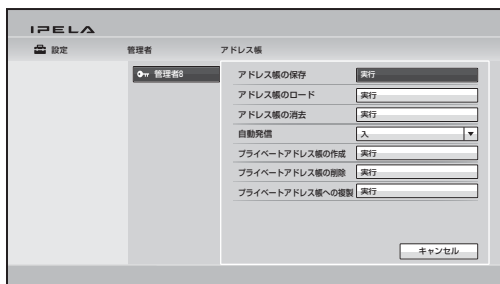 IPELA
設定 管理者 アドレス帳
管理者8
アドレス帳の保存 実行
アドレス帳のロード 実行
アドレス帳の消去 実行
自動発信 入
プライベートアドレス帳の作成 実行
プライベートアドレス帳の削除 実行
プライベートアドレス帳への複製 実行
キャンセル